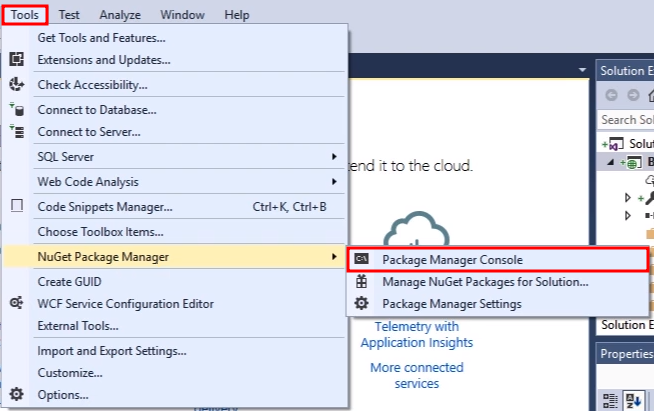 Tools Test Analyze Window Help
Get Tools and Features...
Extensions and Updates...
Check Accessibility...
Connect to Database...
Connect to Server...
SQL Server
Web Code Analysis
Code Snippets Manager... Ctrl+K, Ctrl+B
Choose Toolbox Items...
NuGet Package Manager
Create GUID
WCF Service Configuration Editor
External Tools...
Import and Export Settings...
Customize...
Options...
Package Manager Console
Manage NuGet Packages for Solution...
Package Manager Settings
end it to the cloud.
Telemetry with
Application Insights
More connected
services
Solution E
Search Sol
Solu
B
Solution E
Properties